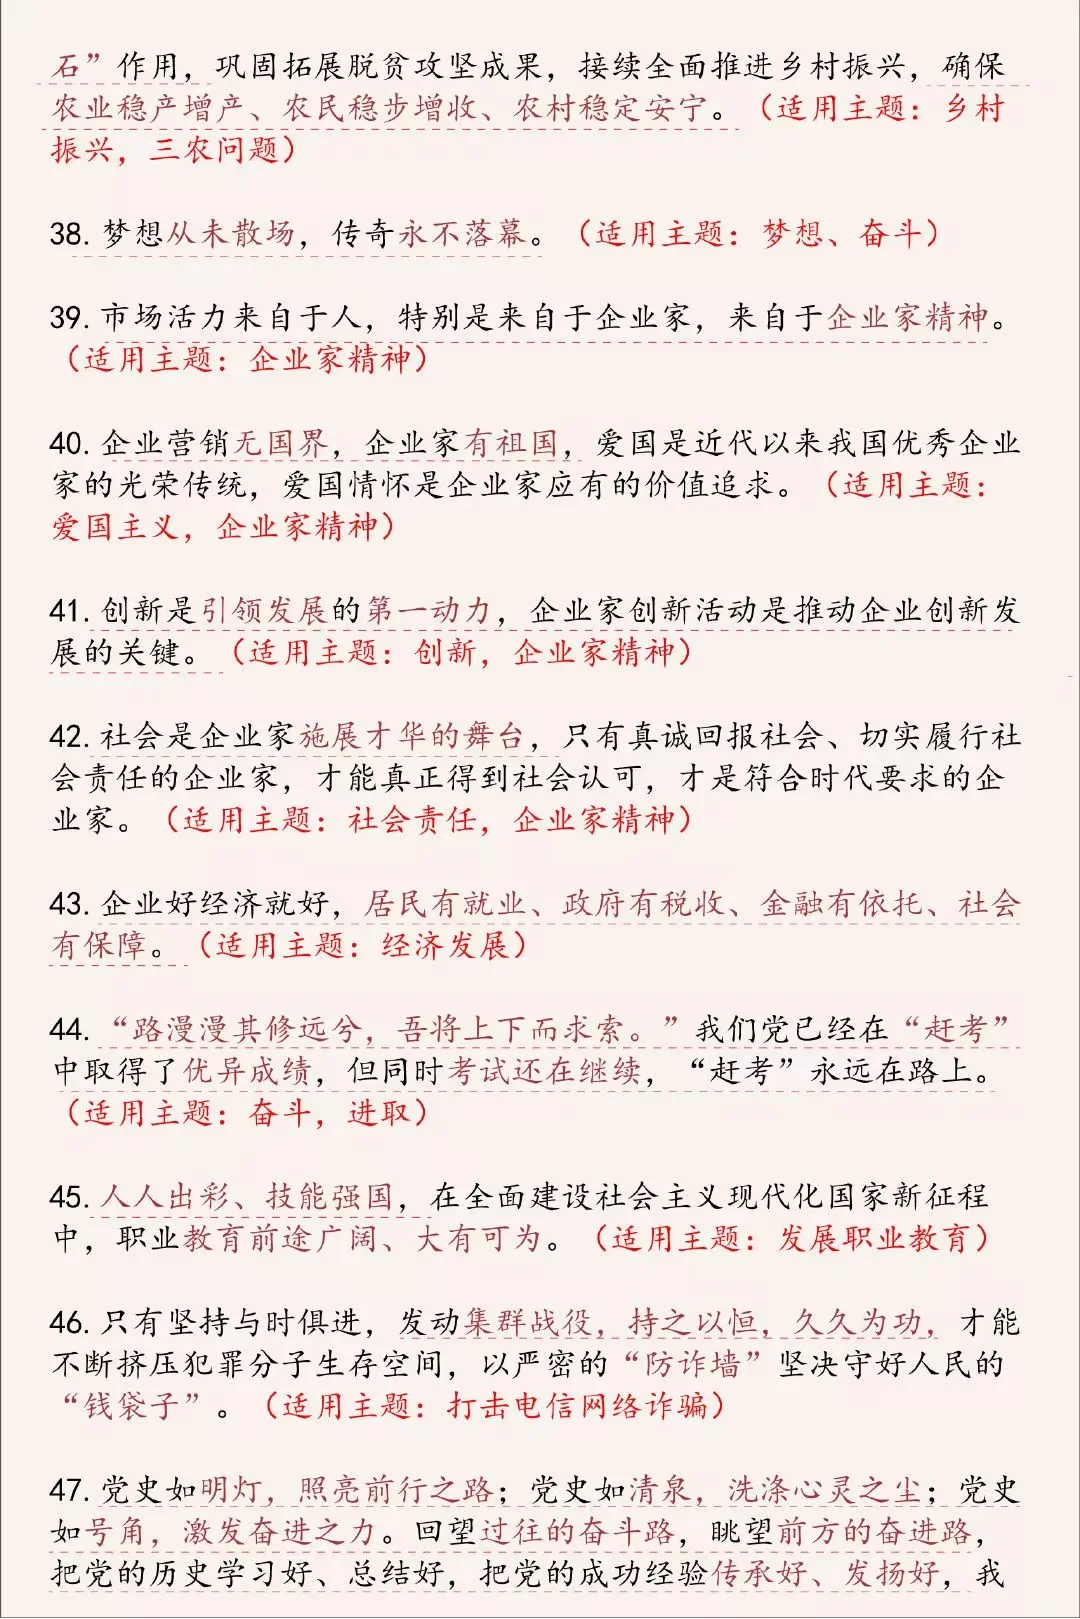 石”作用，巩固拓展脱贫攻坚成果，接续全面推进乡村振兴，确保
农业稳产增产、农民稳步增收、农村稳定安宁。（适用主题：乡村
振兴，三农问题）
38.梦想从未散场，传奇永不落幕。（适用主题：梦想、奋斗）
39.市场活力来自于人，特别是来自于企业家，来自于企业家精神。
（适用主题：企业家精神）
40.企业营销无国界，企业家有祖国，爱国是近代以来我国优秀企业
家的光荣传统，爱国情怀是企业家应有的价值追求。（适用主题：
爱国主义，企业家精神）
41.创新是引领发展的第一动力，企业家创新活动是推动企业创新发
展的关键。（适用主题：创新，企业家精神）
42.社会是企业家施展才华的舞台，只有真诚回报社会、切实履行社
会责任的企业家，才能真正得到社会认可，才是符合时代要求的企
业家。（适用主题：社会责任，企业家精神）
43.企业好经济就好，居民有就业、政府有税收、金融有依托、社会
有保障。（适用主题：经济发展）
44.“路漫漫其修远兮，吾将上下而求索。”我们党已经在“赶考”
中取得了优异成绩，但同时考试还在继续，“赶考”永远在路上。
（适用主题：奋斗，进取）
45.人人出彩、技能强国，在全面建设社会主义现代化国家新征程
中，职业教育前途广阔、大有可为。（适用主题：发展职业教育）
46.只有坚持与时俱进，发动集群战役，持之以恒，久久为功，才能
不断挤压犯罪分子生存空间，以严密的“防诈墙”坚决守好人民的
“钱袋子”。（适用主题：打击电信网络诈骗）
47.党史如明灯，照亮前行之路；党史如清泉，洗涤心灵之尘；党史
如号角，激发奋进之力。回望过往的奋斗路，眺望前方的奋进路，
把党的历史学习好、总结好，把党的成功经验传承好、发扬好，我